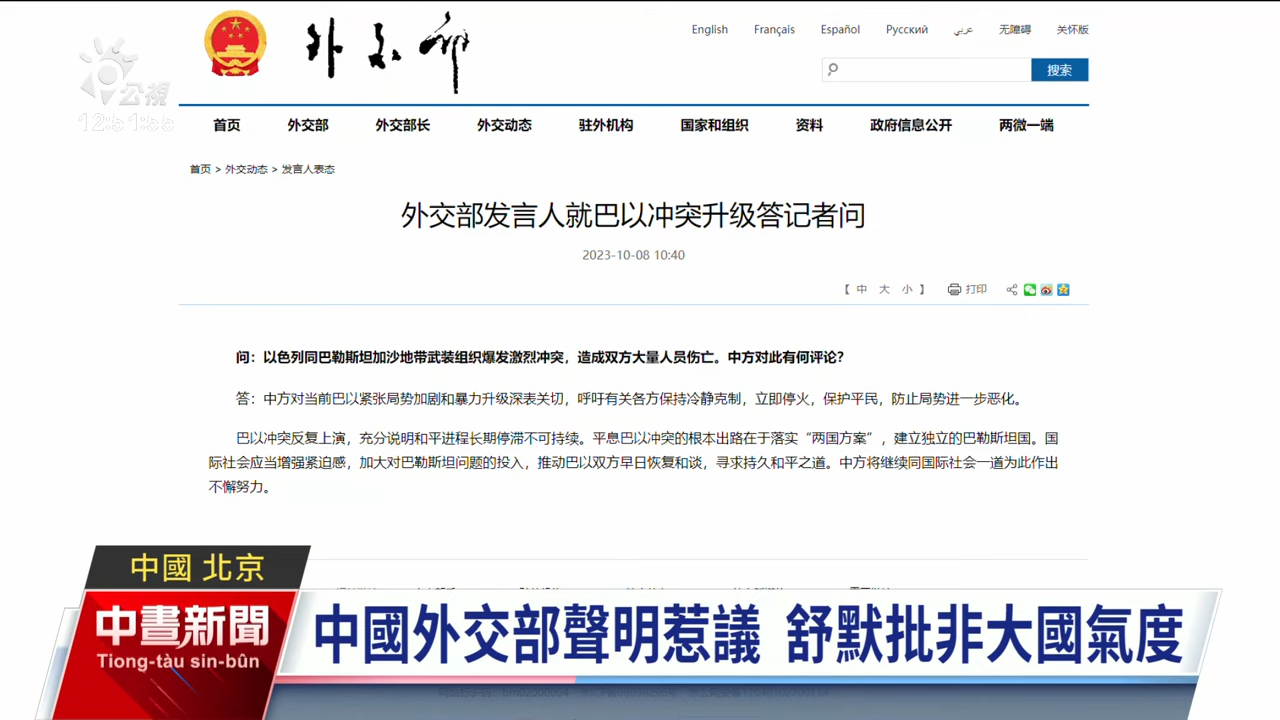 English Français Español Русский عربي 无障碍 关怀版
外交部
搜索
公視
12:51:55
首页 外交部 外交部长 外交动态 驻外机构 国家和组织 资料 政府信息公开 两微一端
首页 > 外交动态 > 发言人表态
外交部发言人就巴以冲突升级答记者问
2023-10-08 10:40
【 中 大 小 】 打印
问：以色列同巴勒斯坦加沙地带武装组织爆发激烈冲突，造成双方大量人员伤亡。中方对此有何评论？
答：中方对当前巴以紧张局势加剧和暴力升级深表关切，呼吁有关各方保持冷静克制，立即停火，保护平民，防止局势进一步恶化。
巴以冲突反复上演，充分说明和平进程长期停滞不可持续。平息巴以冲突的根本出路在于落实“两国方案”，建立独立的巴勒斯坦国。国
际社会应当增强紧迫感，加大对巴勒斯坦问题的投入，推动巴以双方早日恢复和谈，寻求持久和平之道。中方将继续同国际社会一道为此作出
不懈努力。
中國 北京
中晝新聞
Tiong-tàu sin-bûn
中國外交部聲明惹議 舒默批非大國氣度